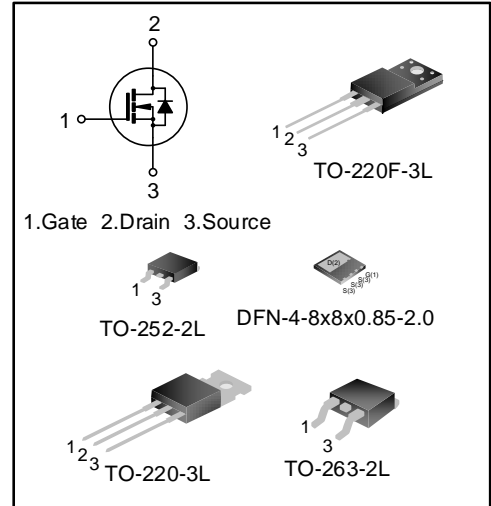 2
1
3
1.Gate 2.Drain 3.Source
1
2
3
TO-220F-3L
1 3
TO-252-2L
D(2)
G(1)
S(3)
S(3)
S(3)
DFN-4-8x8x0.85-2.0
1
2
3
TO-220-3L
1
3
TO-263-2L